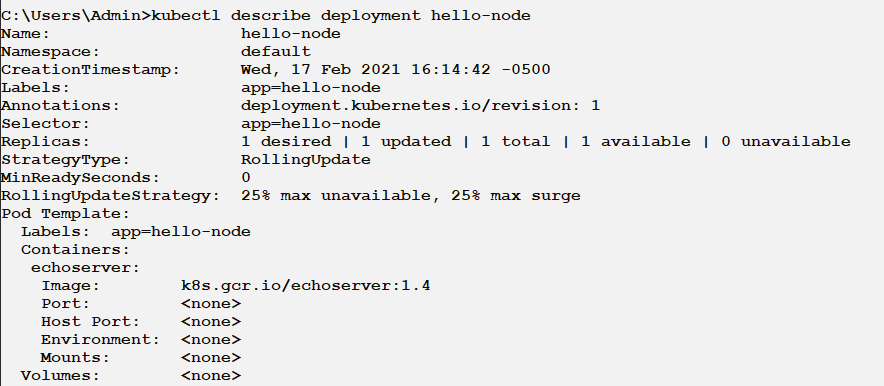 C:\Users\Admin>kubectl describe deployment hello-node
Name:                   hello-node
Namespace:              default
CreationTimestamp:      Wed, 17 Feb 2021 16:14:42 -0500
Labels:                 app=hello-node
Annotations:            deployment.kubernetes.io/revision: 1
Selector:               app=hello-node
Replicas:               1 desired | 1 updated | 1 total | 1 available | 0 unavailable
StrategyType:           RollingUpdate
MinReadySeconds:        0
RollingUpdateStrategy:  25% max unavailable, 25% max surge
Pod Template:
  Labels:  app=hello-node
  Containers:
   echoserver:
    Image:        k8s.gcr.io/echoserver:1.4
    Port:         <none>
    Host Port:    <none>
    Environment:  <none>
    Mounts:       <none>
  Volumes:        <none>